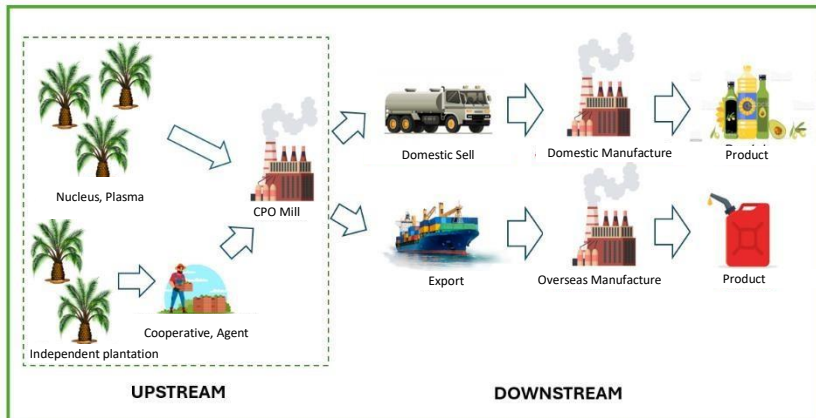 Nucleus, Plasma
CPO Mill
Independent plantation
Cooperative, Agent
Domestic Sell
Domestic Manufacture
Product
Export
Overseas Manufacture
Product
UPSTREAM
DOWNSTREAM